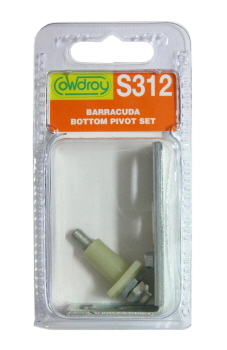 Cowdroy
S312
BARRACUDA
BOTTOM PIVOT SET